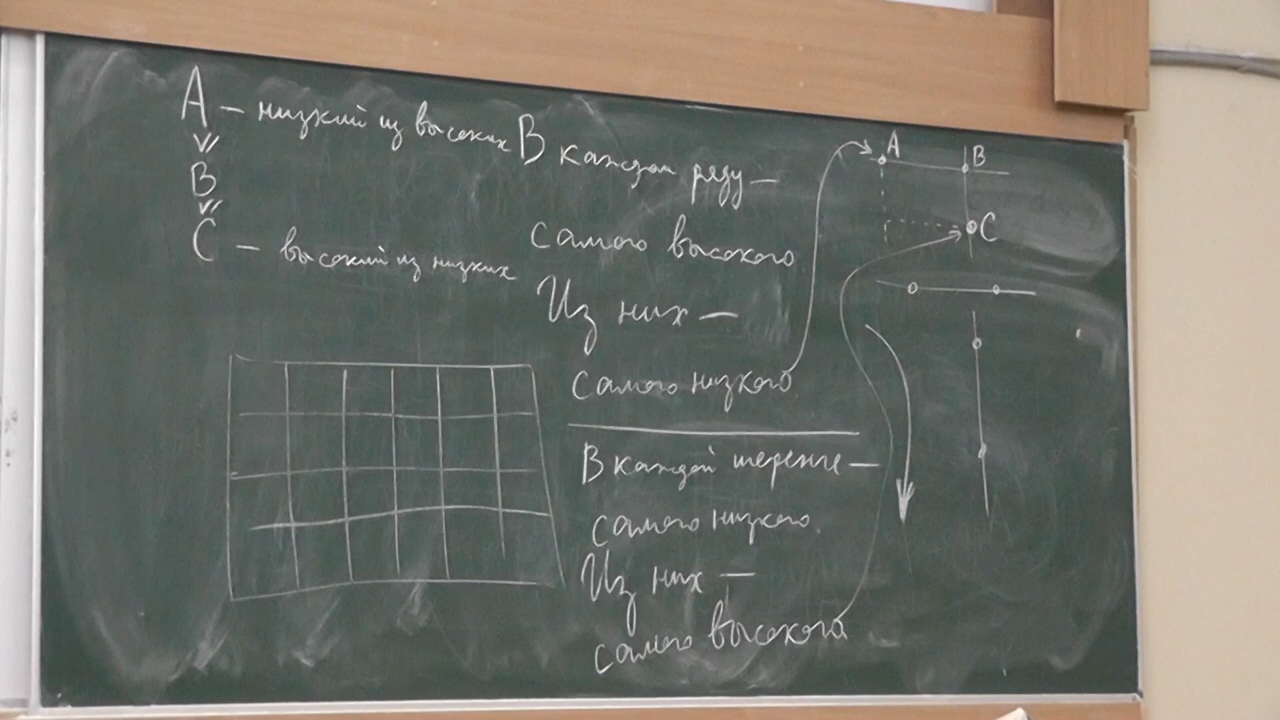 A – низкий из высоких
В
С – высокий из низких
В каждом ряду –
самого высокого
Из них –
самого низкого
В каждой шеренге –
самого низкого.
Из них –
самого высокого
A
B
C